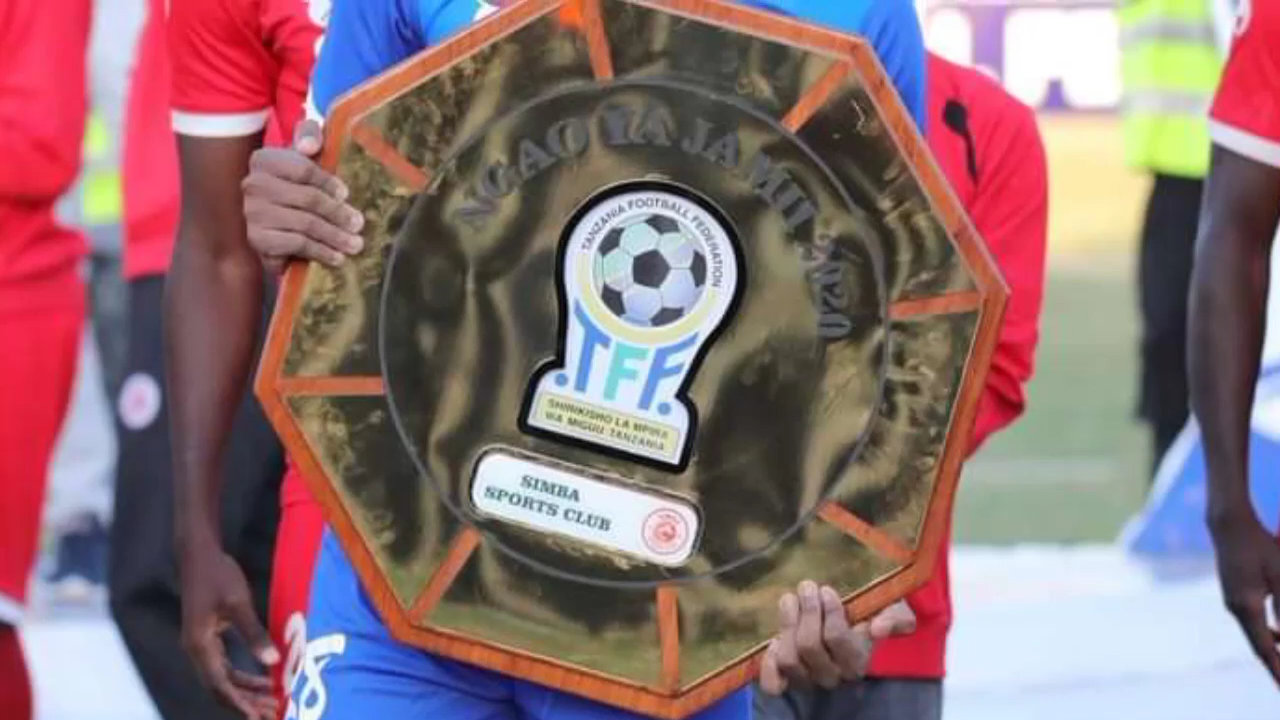 NGAO YA JAMII 2020
TANZANIA FOOTBALL FEDERATION
.TFF.
SHIRIKISHO LA MPIRA
WA MIGUU TANZANIA
SIMBA
SPORTS CLUB